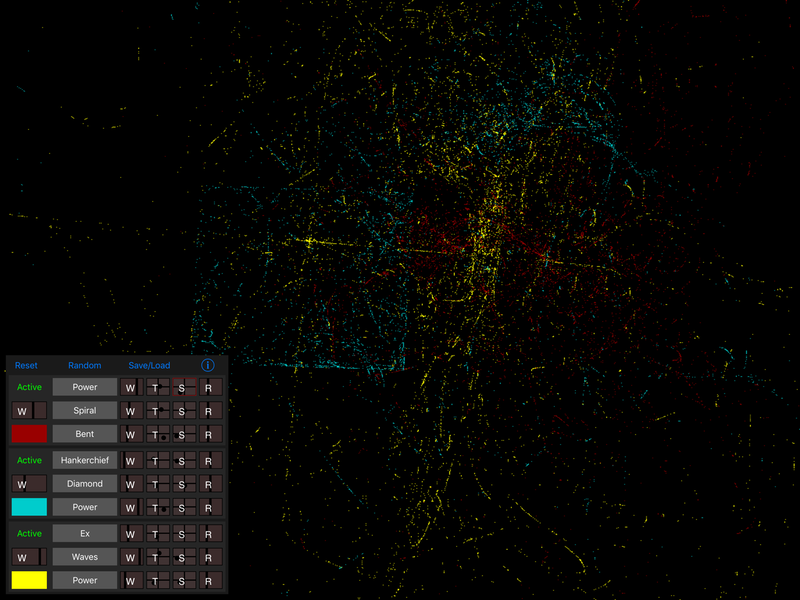 Reset Random Save/Load i
Active Power W T S R
W Spiral W T S R
Bent W T S R
Active Hankerchief W T S R
W Diamond W T S R
Power W T S R
Active Ex W T S R
W Waves W T S R
Power W T S R